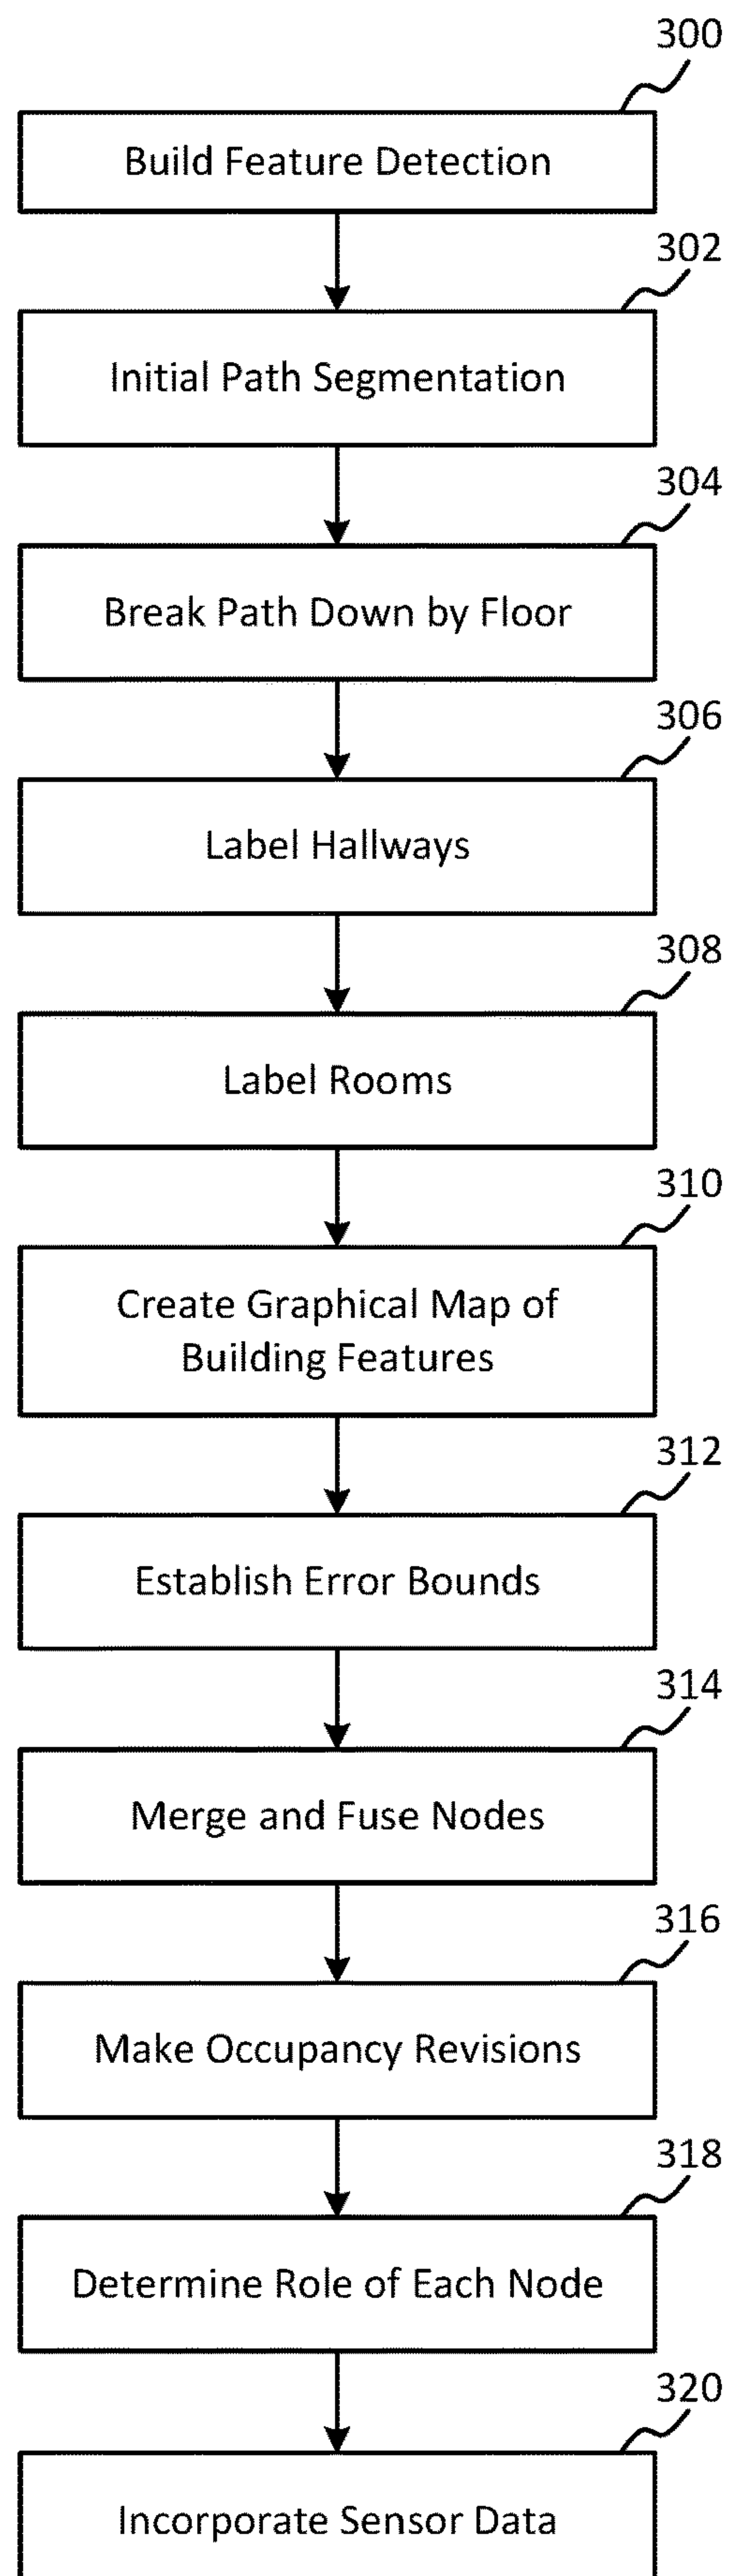 300
Build Feature Detection
302
Initial Path Segmentation
304
Break Path Down by Floor
306
Label Hallways
308
Label Rooms
310
Create Graphical Map of
Building Features
312
Establish Error Bounds
314
Merge and Fuse Nodes
316
Make Occupancy Revisions
318
Determine Role of Each Node
320
Incorporate Sensor Data